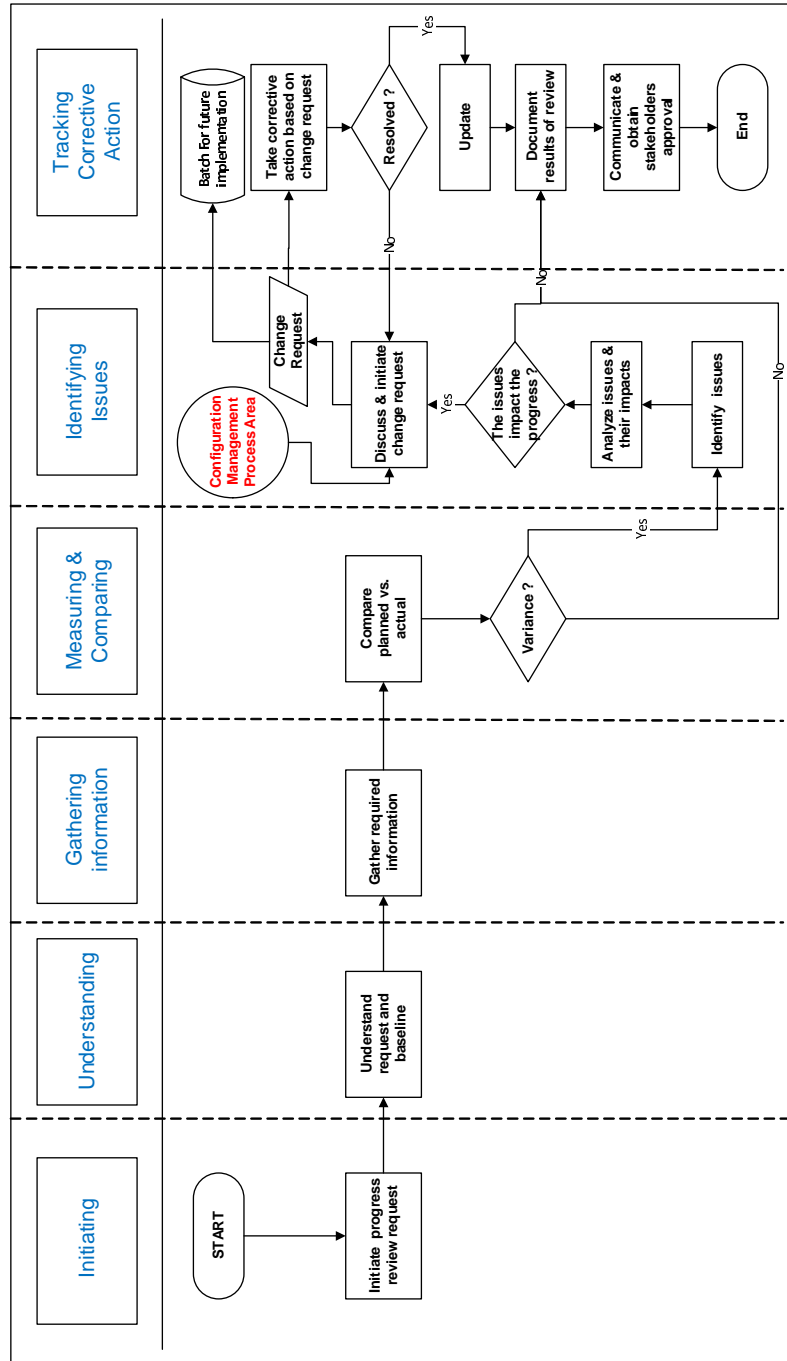 Initiating
Understanding
Gathering
information
Measuring &
Comparing
Identifying
Issues
Tracking
Corrective
Action
START
Initiate progress
review request
Understand
request and
baseline
Gather required
information
Compare
planned vs.
actual
Variance ?
Yes
No
Identify issues
Analyze issues &
their impacts
The issues
impact the
progress ?
Yes
No
Configuration
Management
Process Area
Discuss & initiate
change request
Change
Request
Batch For future
implementation
Take corrective
action based on
change request
Resolved ?
No
Yes
Update
Document
results of review
Communicate &
obtain
stakeholders
approval
End